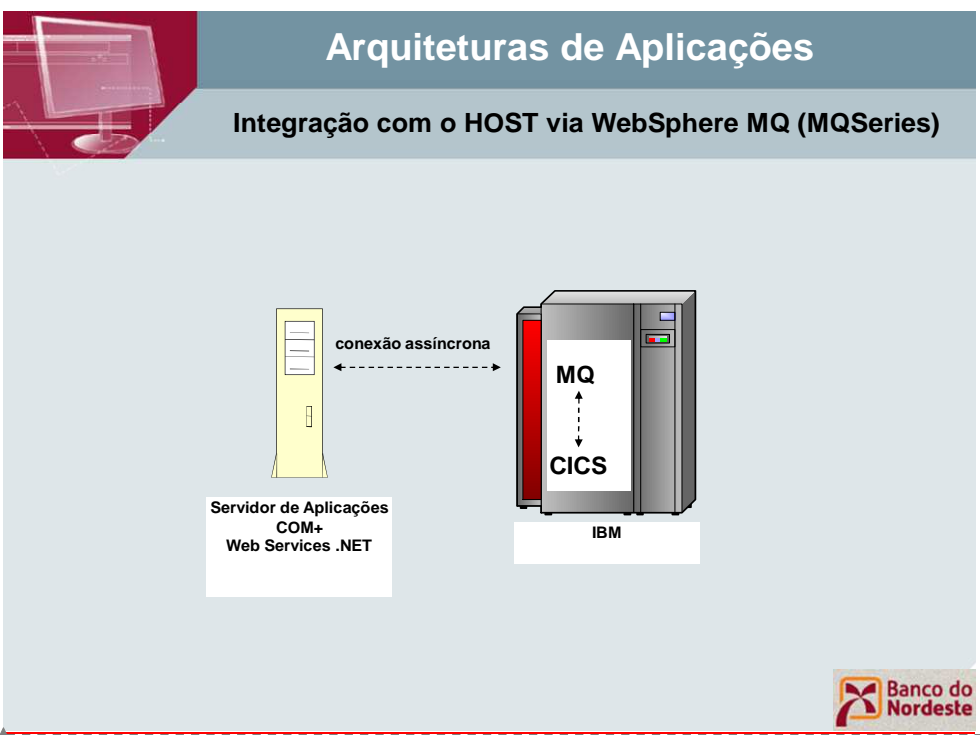 Arquiteturas de Aplicações
Integração com o HOST via WebSphere MQ (MQSeries)
conexão assíncrona
MQ
CICS
Servidor de Aplicações
COM+
Web Services .NET
IBM
Banco do
Nordeste